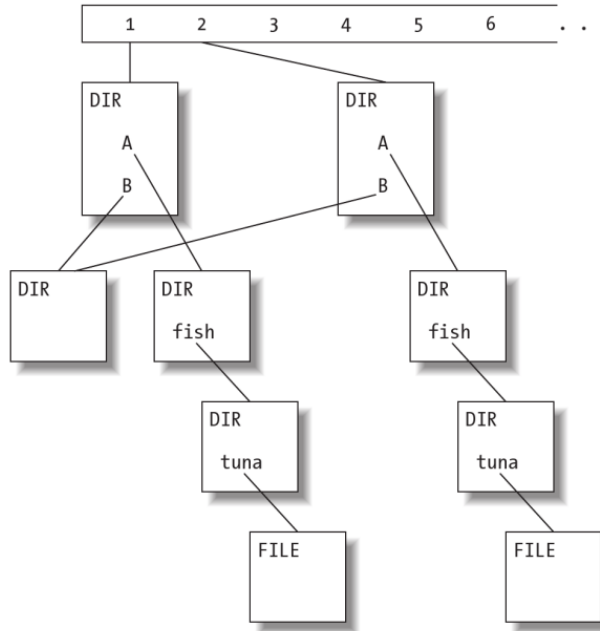 1 2 3 4 5 6 . .
DIR DIR
A A
B B
DIR DIR DIR
fish fish
DIR DIR
tuna tuna
FILE FILE